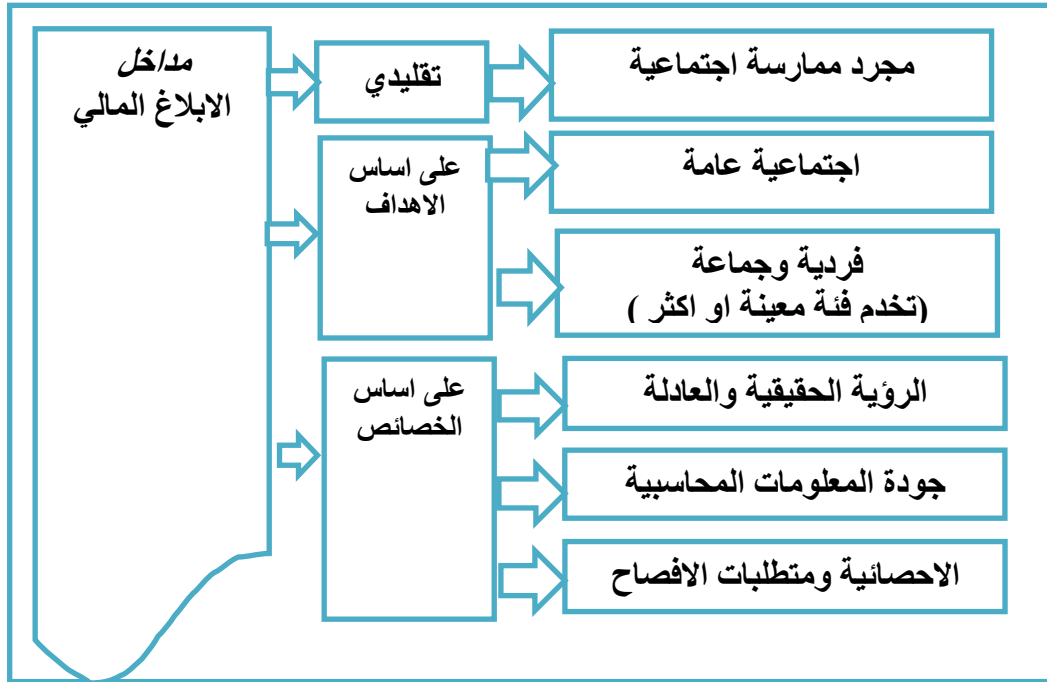 مداخل
الابلاغ المالي
تقليدي
مجرد ممارسة اجتماعية
على اساس
الاهداف
اجتماعية عامة
فردية وجماعة
(تخدم فئة معينة او اكثر )
على اساس
الخصائص
الرؤية الحقيقية والعادلة
جودة المعلومات المحاسبية
الاحصائية ومتطلبات الافصاح